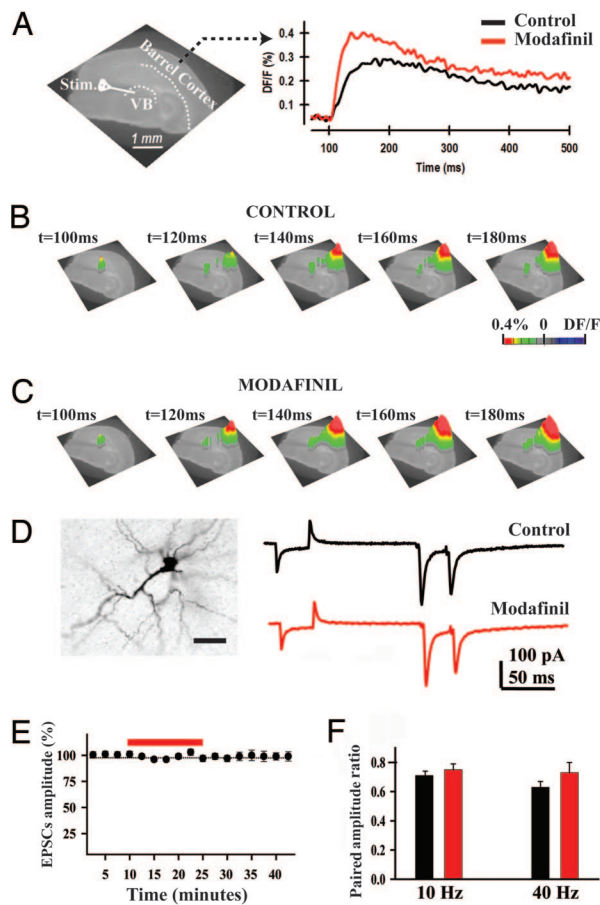 A
Stim.
VB
Barrel Cortex
1 mm
Control
Modafinil
DF/F (%)
0.4
0.3
0.2
0.1
100 200 300 400 500
Time (ms)
B
CONTROL
t=100ms t=120ms t=140ms t=160ms t=180ms
0.4% 0 DF/F
C
MODAFINIL
t=100ms t=120ms t=140ms t=160ms t=180ms
D
Control
Modafinil
100 pA
50 ms
E
EPSCs amplitude (%)
100
75
50
25
5 10 15 20 25 30 35 40
Time (minutes)
F
Paired amplitude ratio
0.8
0.6
0.4
0.2
0.0
10 Hz 40 Hz